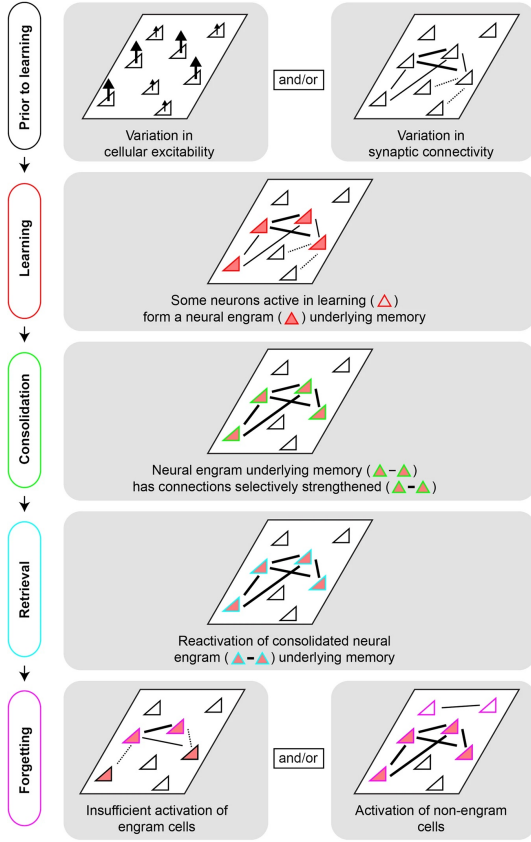 Prior to learning
and/or
Variation in
cellular excitability
Variation in
synaptic connectivity
Learning
Some neurons active in learning ( )
form a neural engram ( ) underlying memory
Consolidation
Neural engram underlying memory ( – )
has connections selectively strengthened ( - )
Retrieval
Reactivation of consolidated neural
engram ( - ) underlying memory
Forgetting
and/or
Insufficient activation of
engram cells
Activation of non-engram
cells